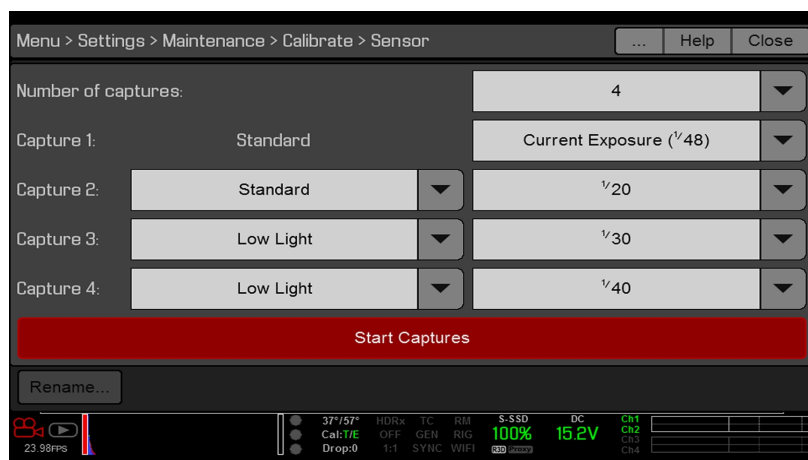 Menu > Settings > Maintenance > Calibrate > Sensor ... Help Close
Number of captures: 4
Capture 1: Standard Current Exposure (1/48)
Capture 2: Standard 1/20
Capture 3: Low Light 1/30
Capture 4: Low Light 1/40
Start Captures
Rename...
37°/57° HDRx TC RM S-SSD DC Ch1
Cal:T/E OFF GEN RIG 100% 15.2V Ch2
Ch3
23.98FPS Drop:0 1:1 SYNC WIFI R3D Proxy Ch4